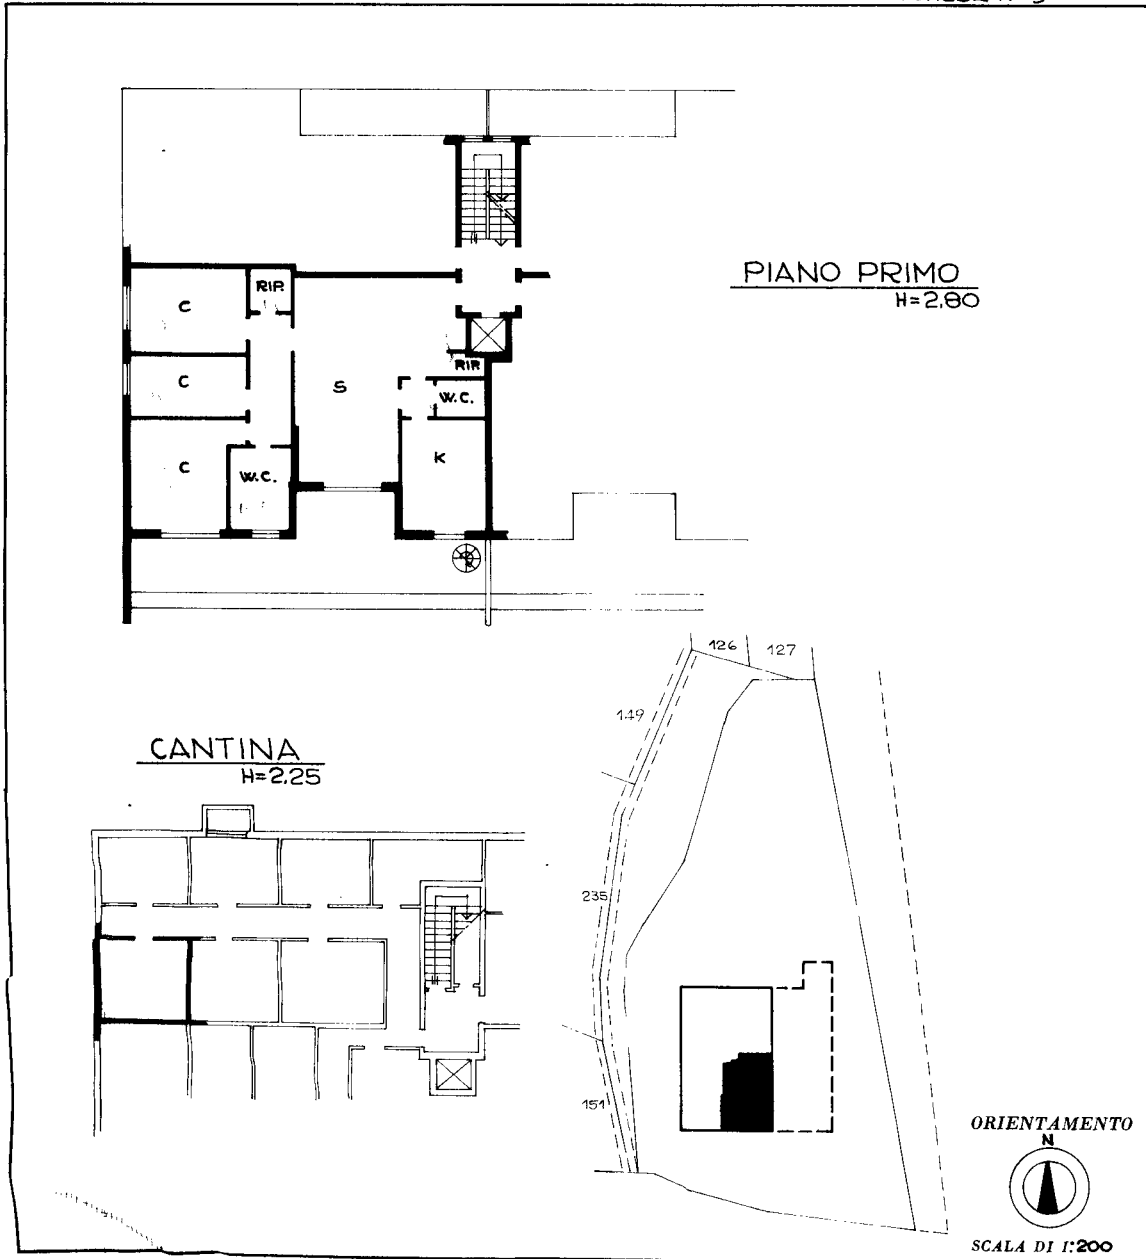 PIANO PRIMO
H=2.80
RIP.
C
C
S
RIP.
W.C.
C
W.C.
K
126
127
149
CANTINA
H=2.25
235
151
ORIENTAMENTO
N
SCALA DI 1:200